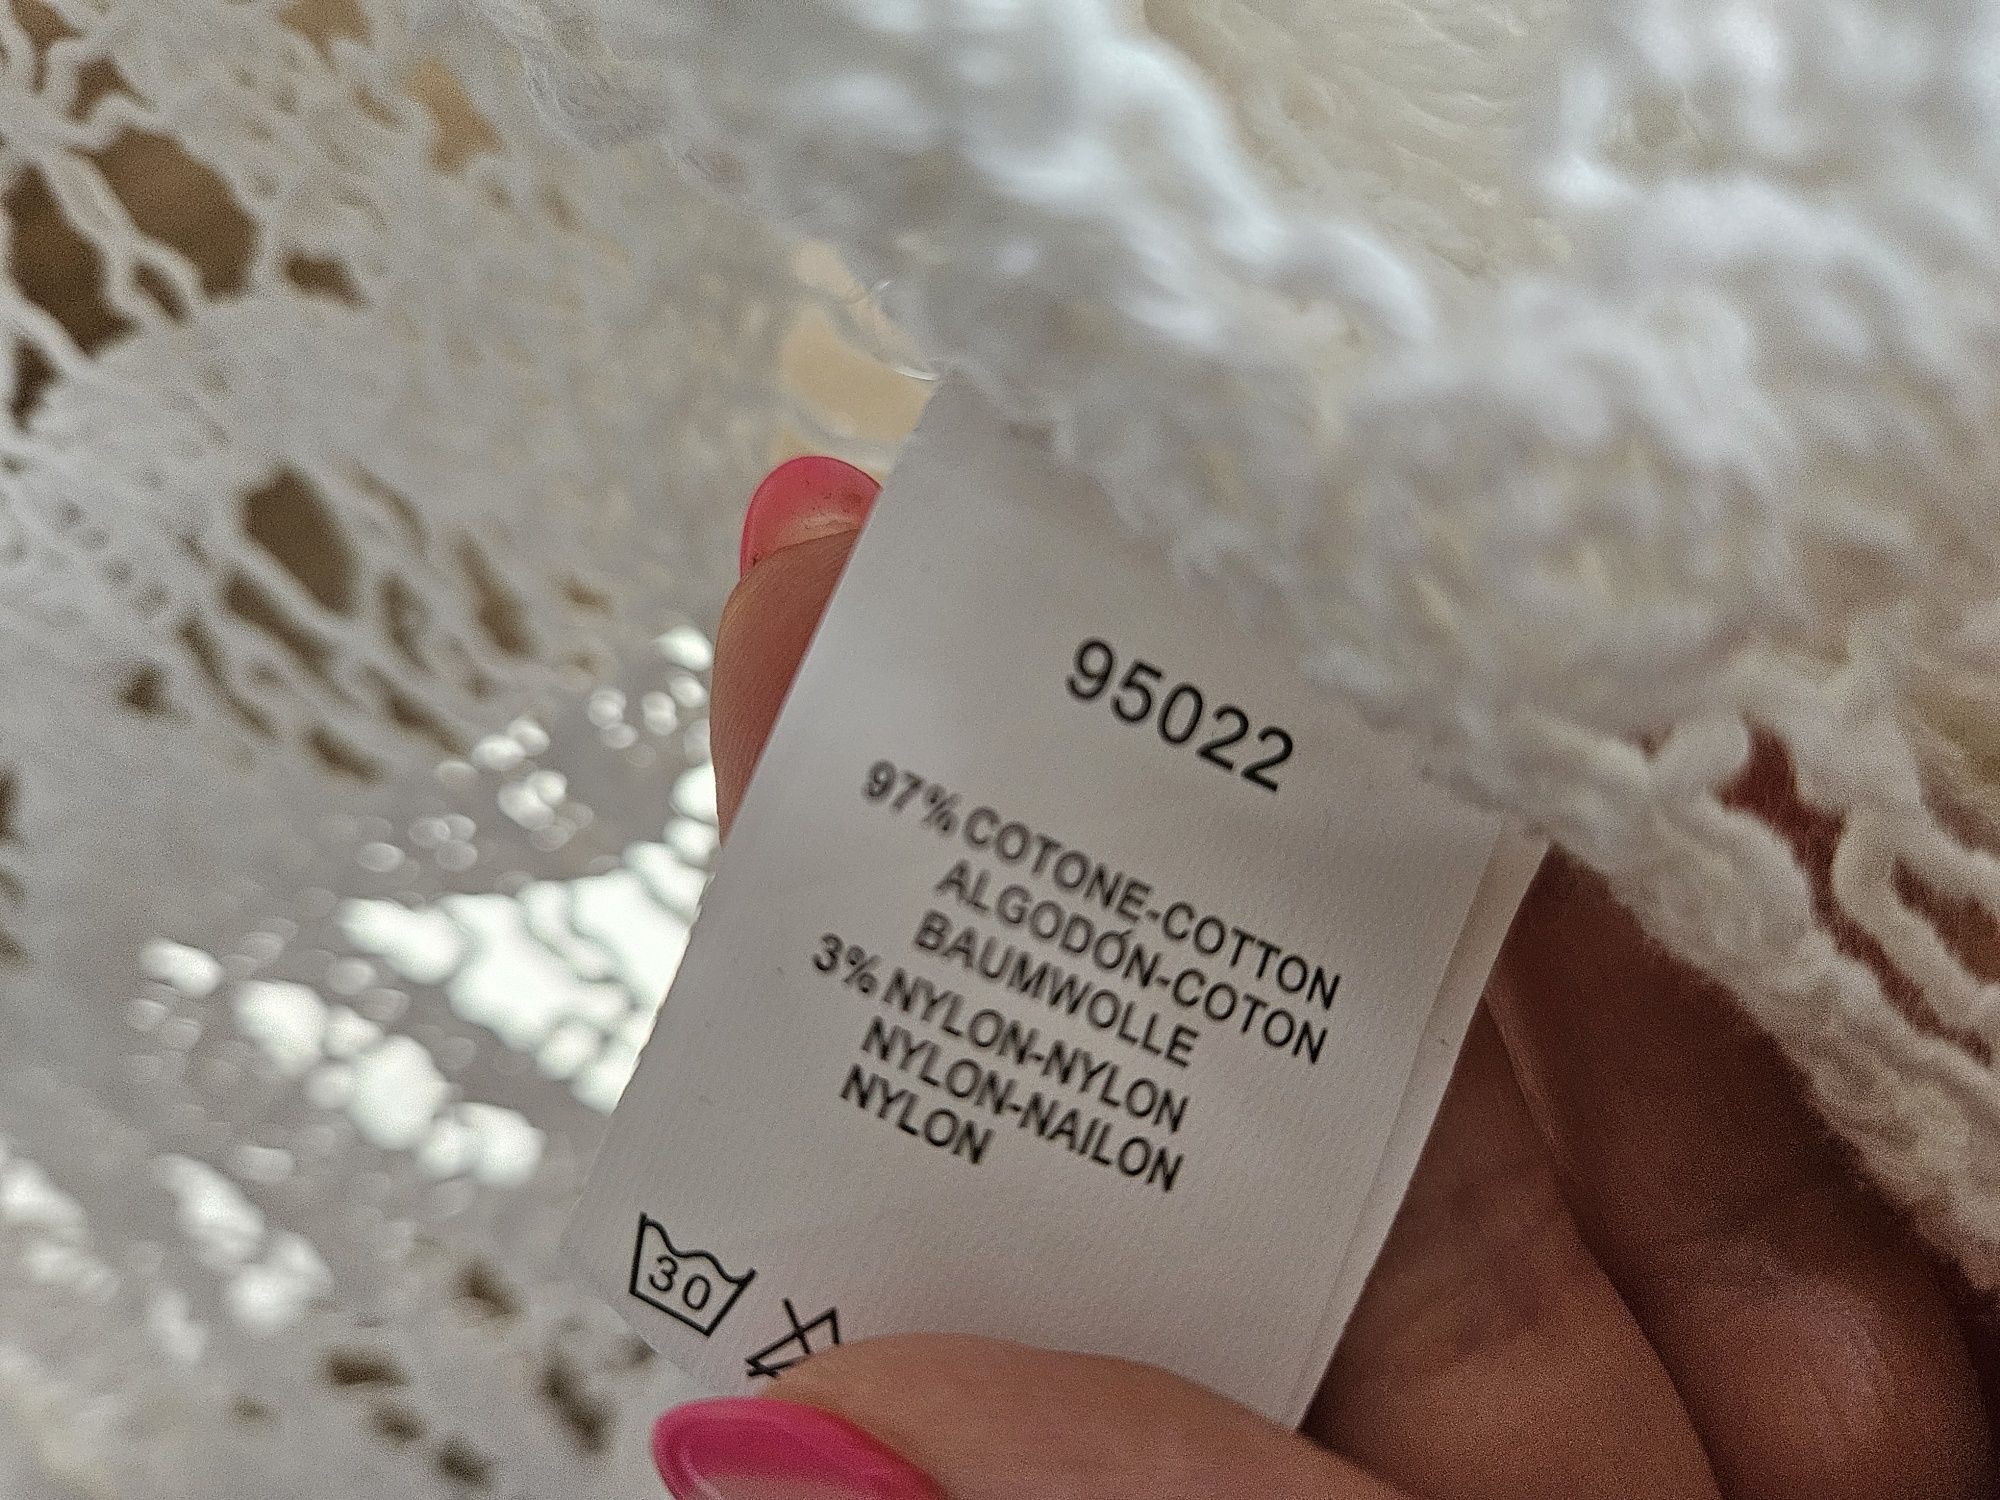 95022
97% COTONE-COTTON
ALGODÓN-COTON
BAUMWOLLE
3% NYLON-NYLON
NYLON-NAILON
NYLON
30